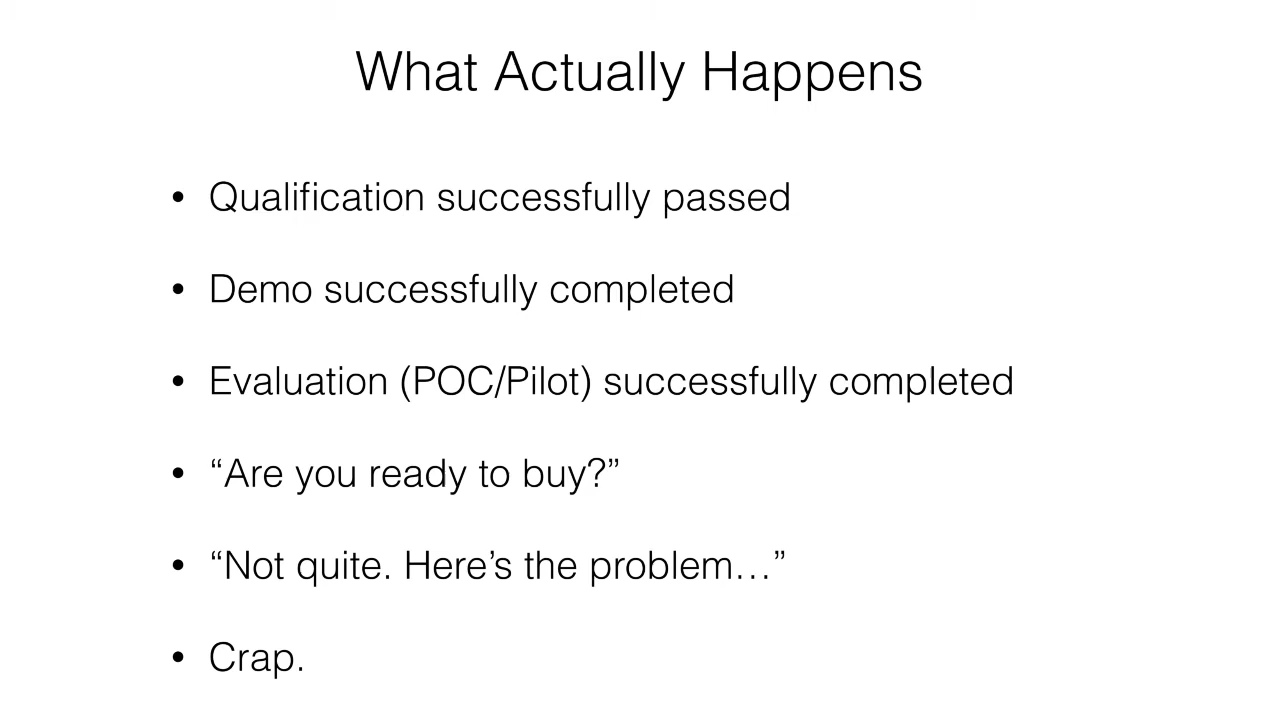 What Actually Happens
• Qualification successfully passed
• Demo successfully completed
• Evaluation (POC/Pilot) successfully completed
• “Are you ready to buy?”
• “Not quite. Here’s the problem…”
• Crap.